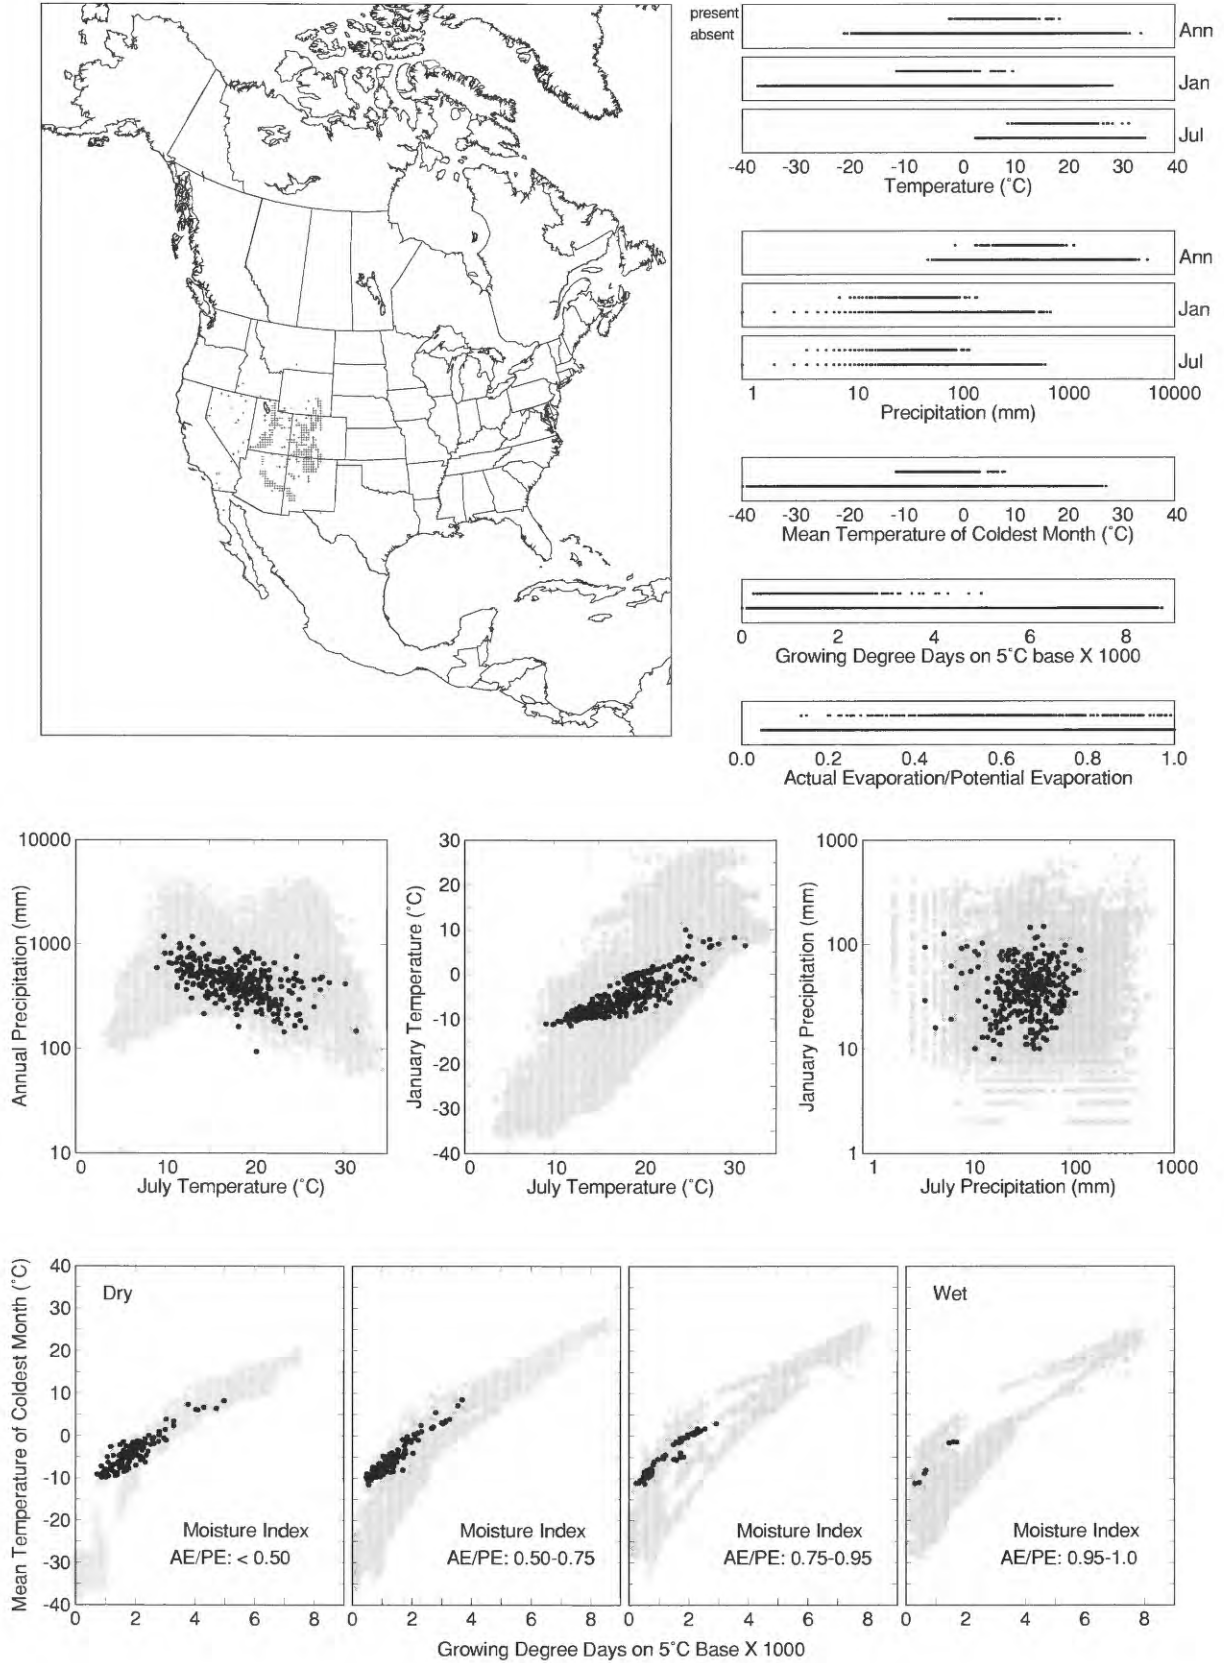 present
absent
Ann
Jan
Jul
-40 -30 -20 -10 0 10 20 30 40
Temperature (˚C)
Ann
Jan
Jul
1 10 100 1000 10000
Precipitation (mm)
-40 -30 -20 -10 0 10 20 30 40
Mean Temperature of Coldest Month (˚C)
0 2 4 6 8
Growing Degree Days on 5˚C base X 1000
0.0 0.2 0.4 0.6 0.8 1.0
Actual Evaporation/Potential Evaporation
10000
1000
100
10
Annual Precipitation (mm)
0 10 20 30
July Temperature (˚C)
30
20
10
0
-10
-20
-30
-40
January Temperature (˚C)
0 10 20 30
July Temperature (˚C)
1000
100
10
1
January Precipitation (mm)
1 10 100 1000
July Precipitation (mm)
Mean Temperature of Coldest Month (˚C)
40
30
20
10
0
-10
-20
-30
-40
Dry
Moisture Index
AE/PE: < 0.50
0 2 4 6 8
Moisture Index
AE/PE: 0.50-0.75
0 2 4 6 8
Moisture Index
AE/PE: 0.75-0.95
0 2 4 6 8
Wet
Moisture Index
AE/PE: 0.95-1.0
0 2 4 6 8
Growing Degree Days on 5˚C Base X 1000